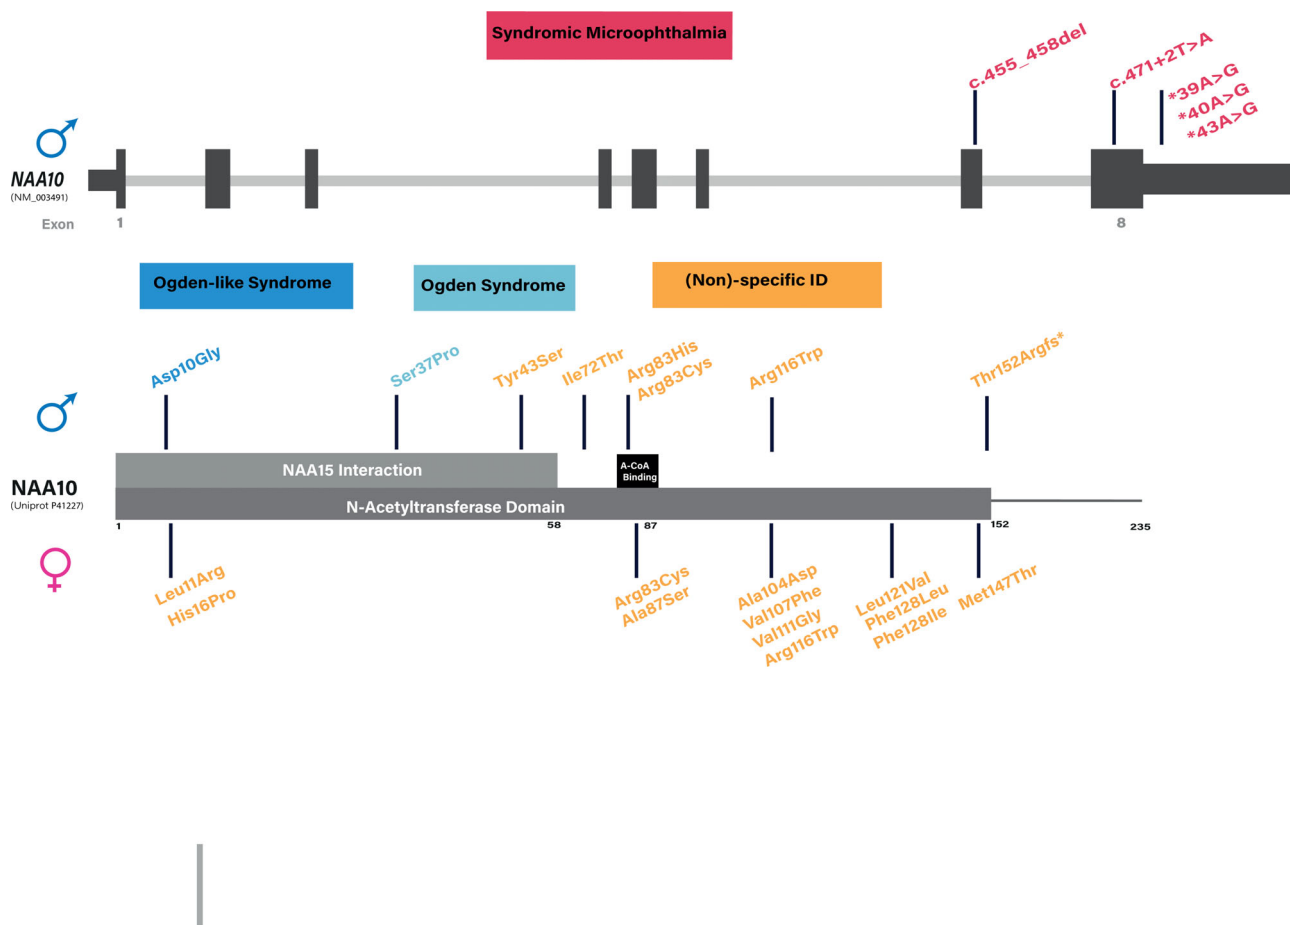 Syndromic Microophthalmia
c.455_458del
c.471+2T>A
*39A>G
*40A>G
*43A>G
NAA10
(NM_003491)
Exon
1
8
Ogden-like Syndrome
Ogden Syndrome
(Non)-specific ID
Asp10Gly
Ser37Pro
Tyr43Ser
Ile72Thr
Arg83His
Arg83Cys
Arg116Trp
Thr152Argfs*
NAA15 Interaction
A-CoA
Binding
NAA10
(Uniprot P41227)
N-Acetyltransferase Domain
1
58
87
152
235
Leu11Arg
His16Pro
Arg83Cys
Ala87Ser
Ala104Asp
Val107Phe
Val111Gly
Arg116Trp
Leu121Val
Phe128Leu
Phe128Ile
Met147Thr